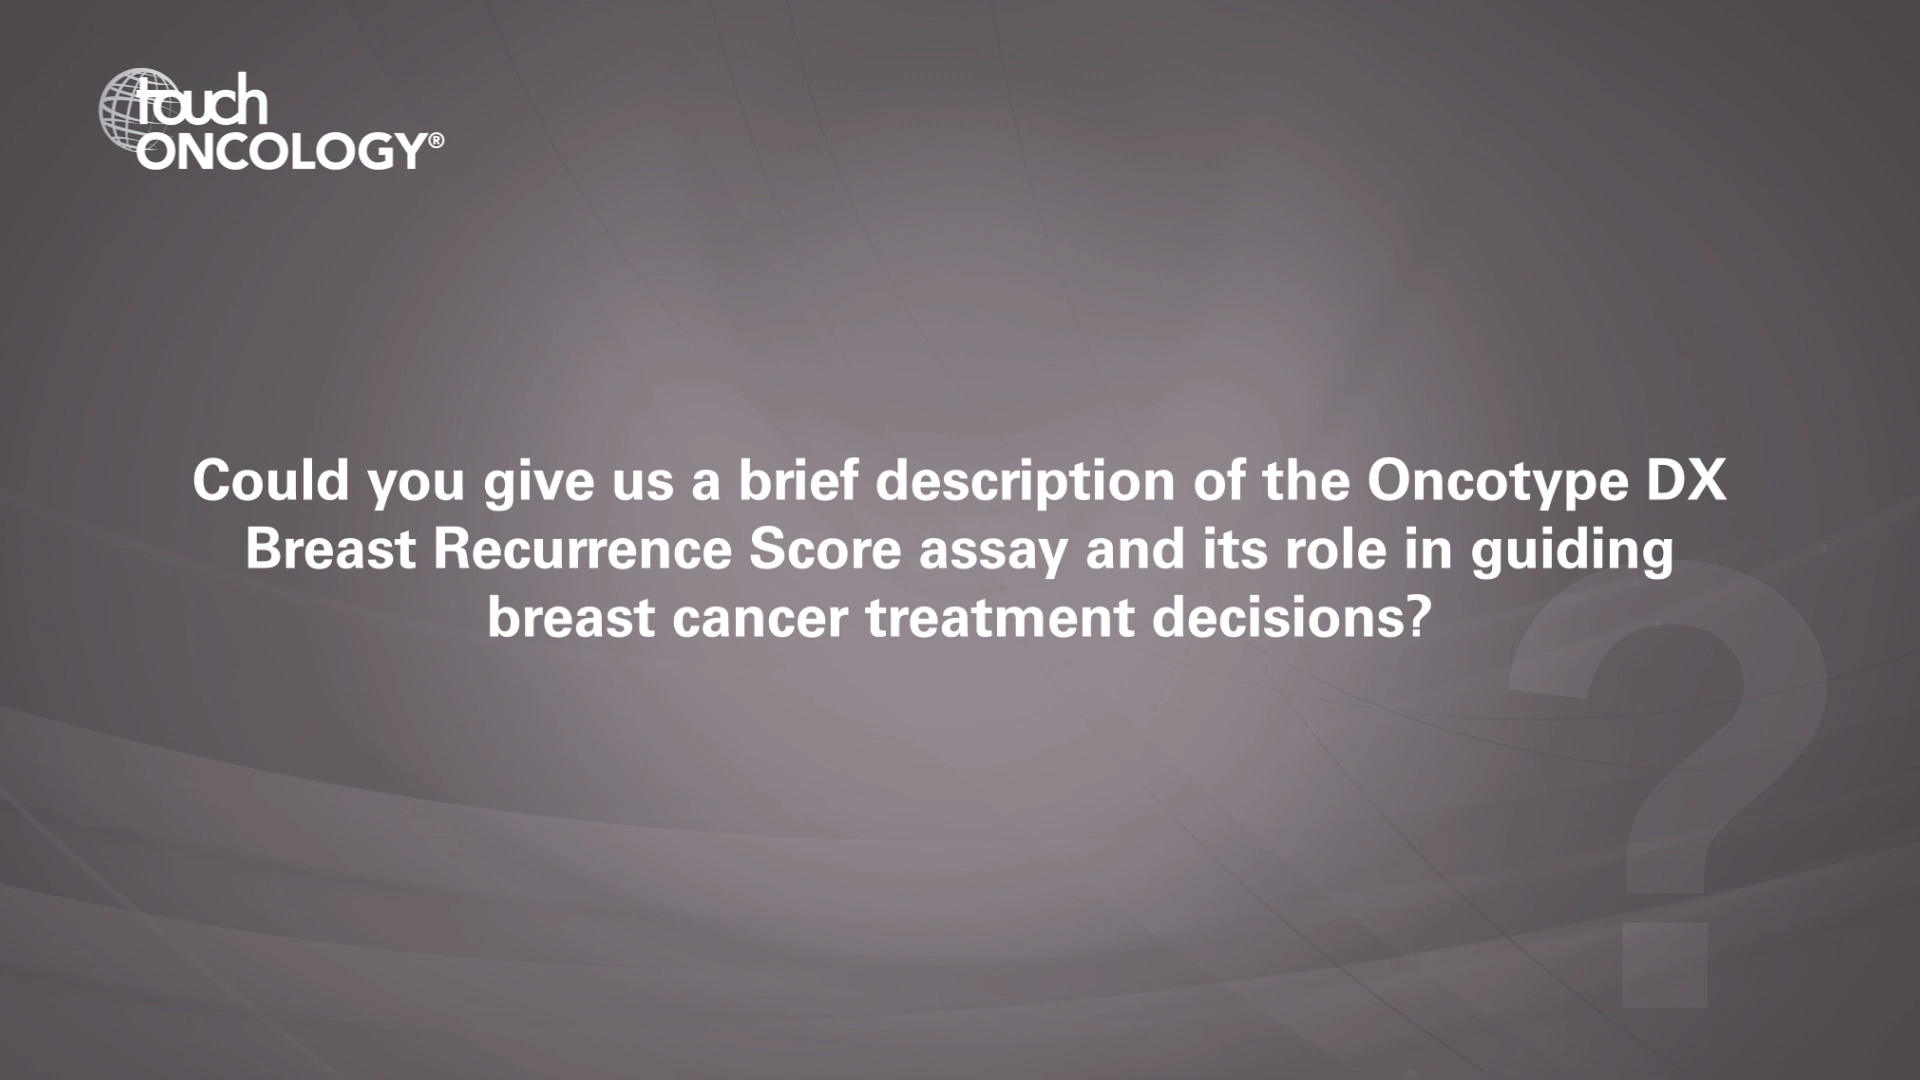 touch
ONCOLOGY®
Could you give us a brief description of the Oncotype DX
Breast Recurrence Score assay and its role in guiding
breast cancer treatment decisions?
?